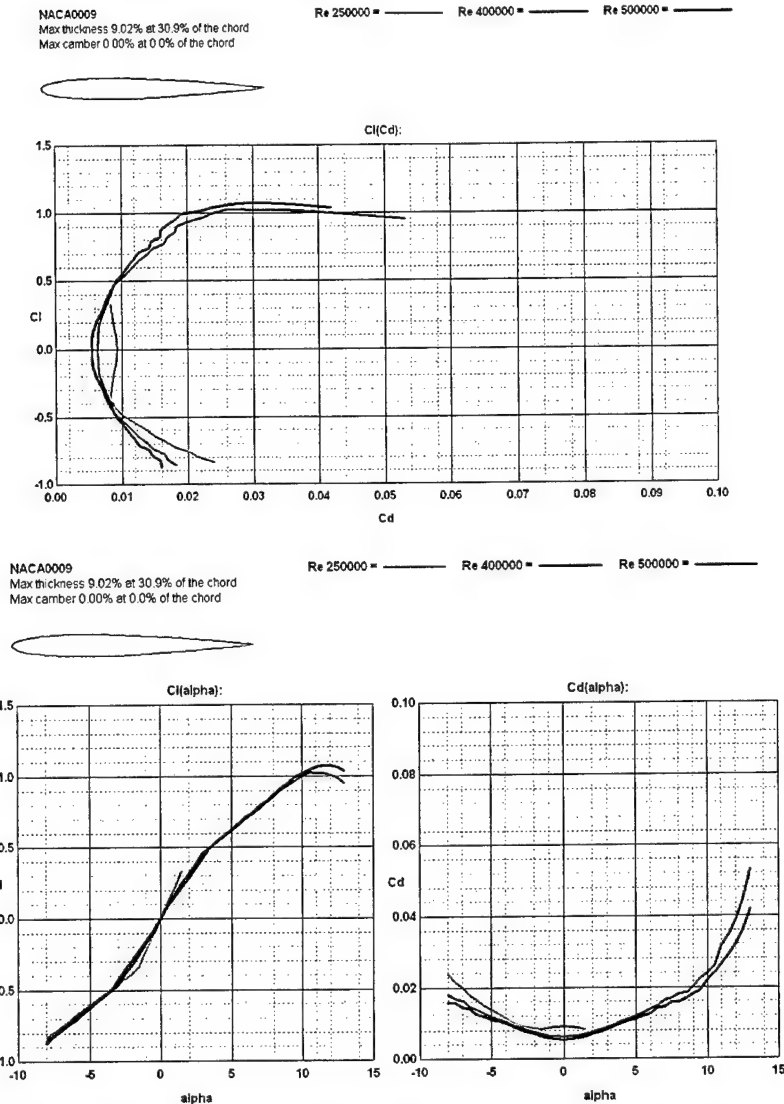 NACA0009
Max thickness 9.02% at 30.9% of the chord
Max camber 0.00% at 0.0% of the chord
Re 250000 = Re 400000 = Re 500000 =
Cl(Cd):
1.5
1.0
0.5
Cl
0.0
-0.5
-1.0
0.00 0.01 0.02 0.03 0.04 0.05 0.06 0.07 0.08 0.09 0.10
Cd
NACA0009
Max thickness 9.02% at 30.9% of the chord
Max camber 0.00% at 0.0% of the chord
Re 250000 = Re 400000 = Re 500000 =
Cl(alpha):
1.5
1.0
0.5
l
0.0
0.5
1.0
-10 -5 0 5 10 15
alpha
Cd(alpha):
0.10
0.08
0.06
Cd
0.04
0.02
0.00
-10 -5 0 5 10 15
alpha